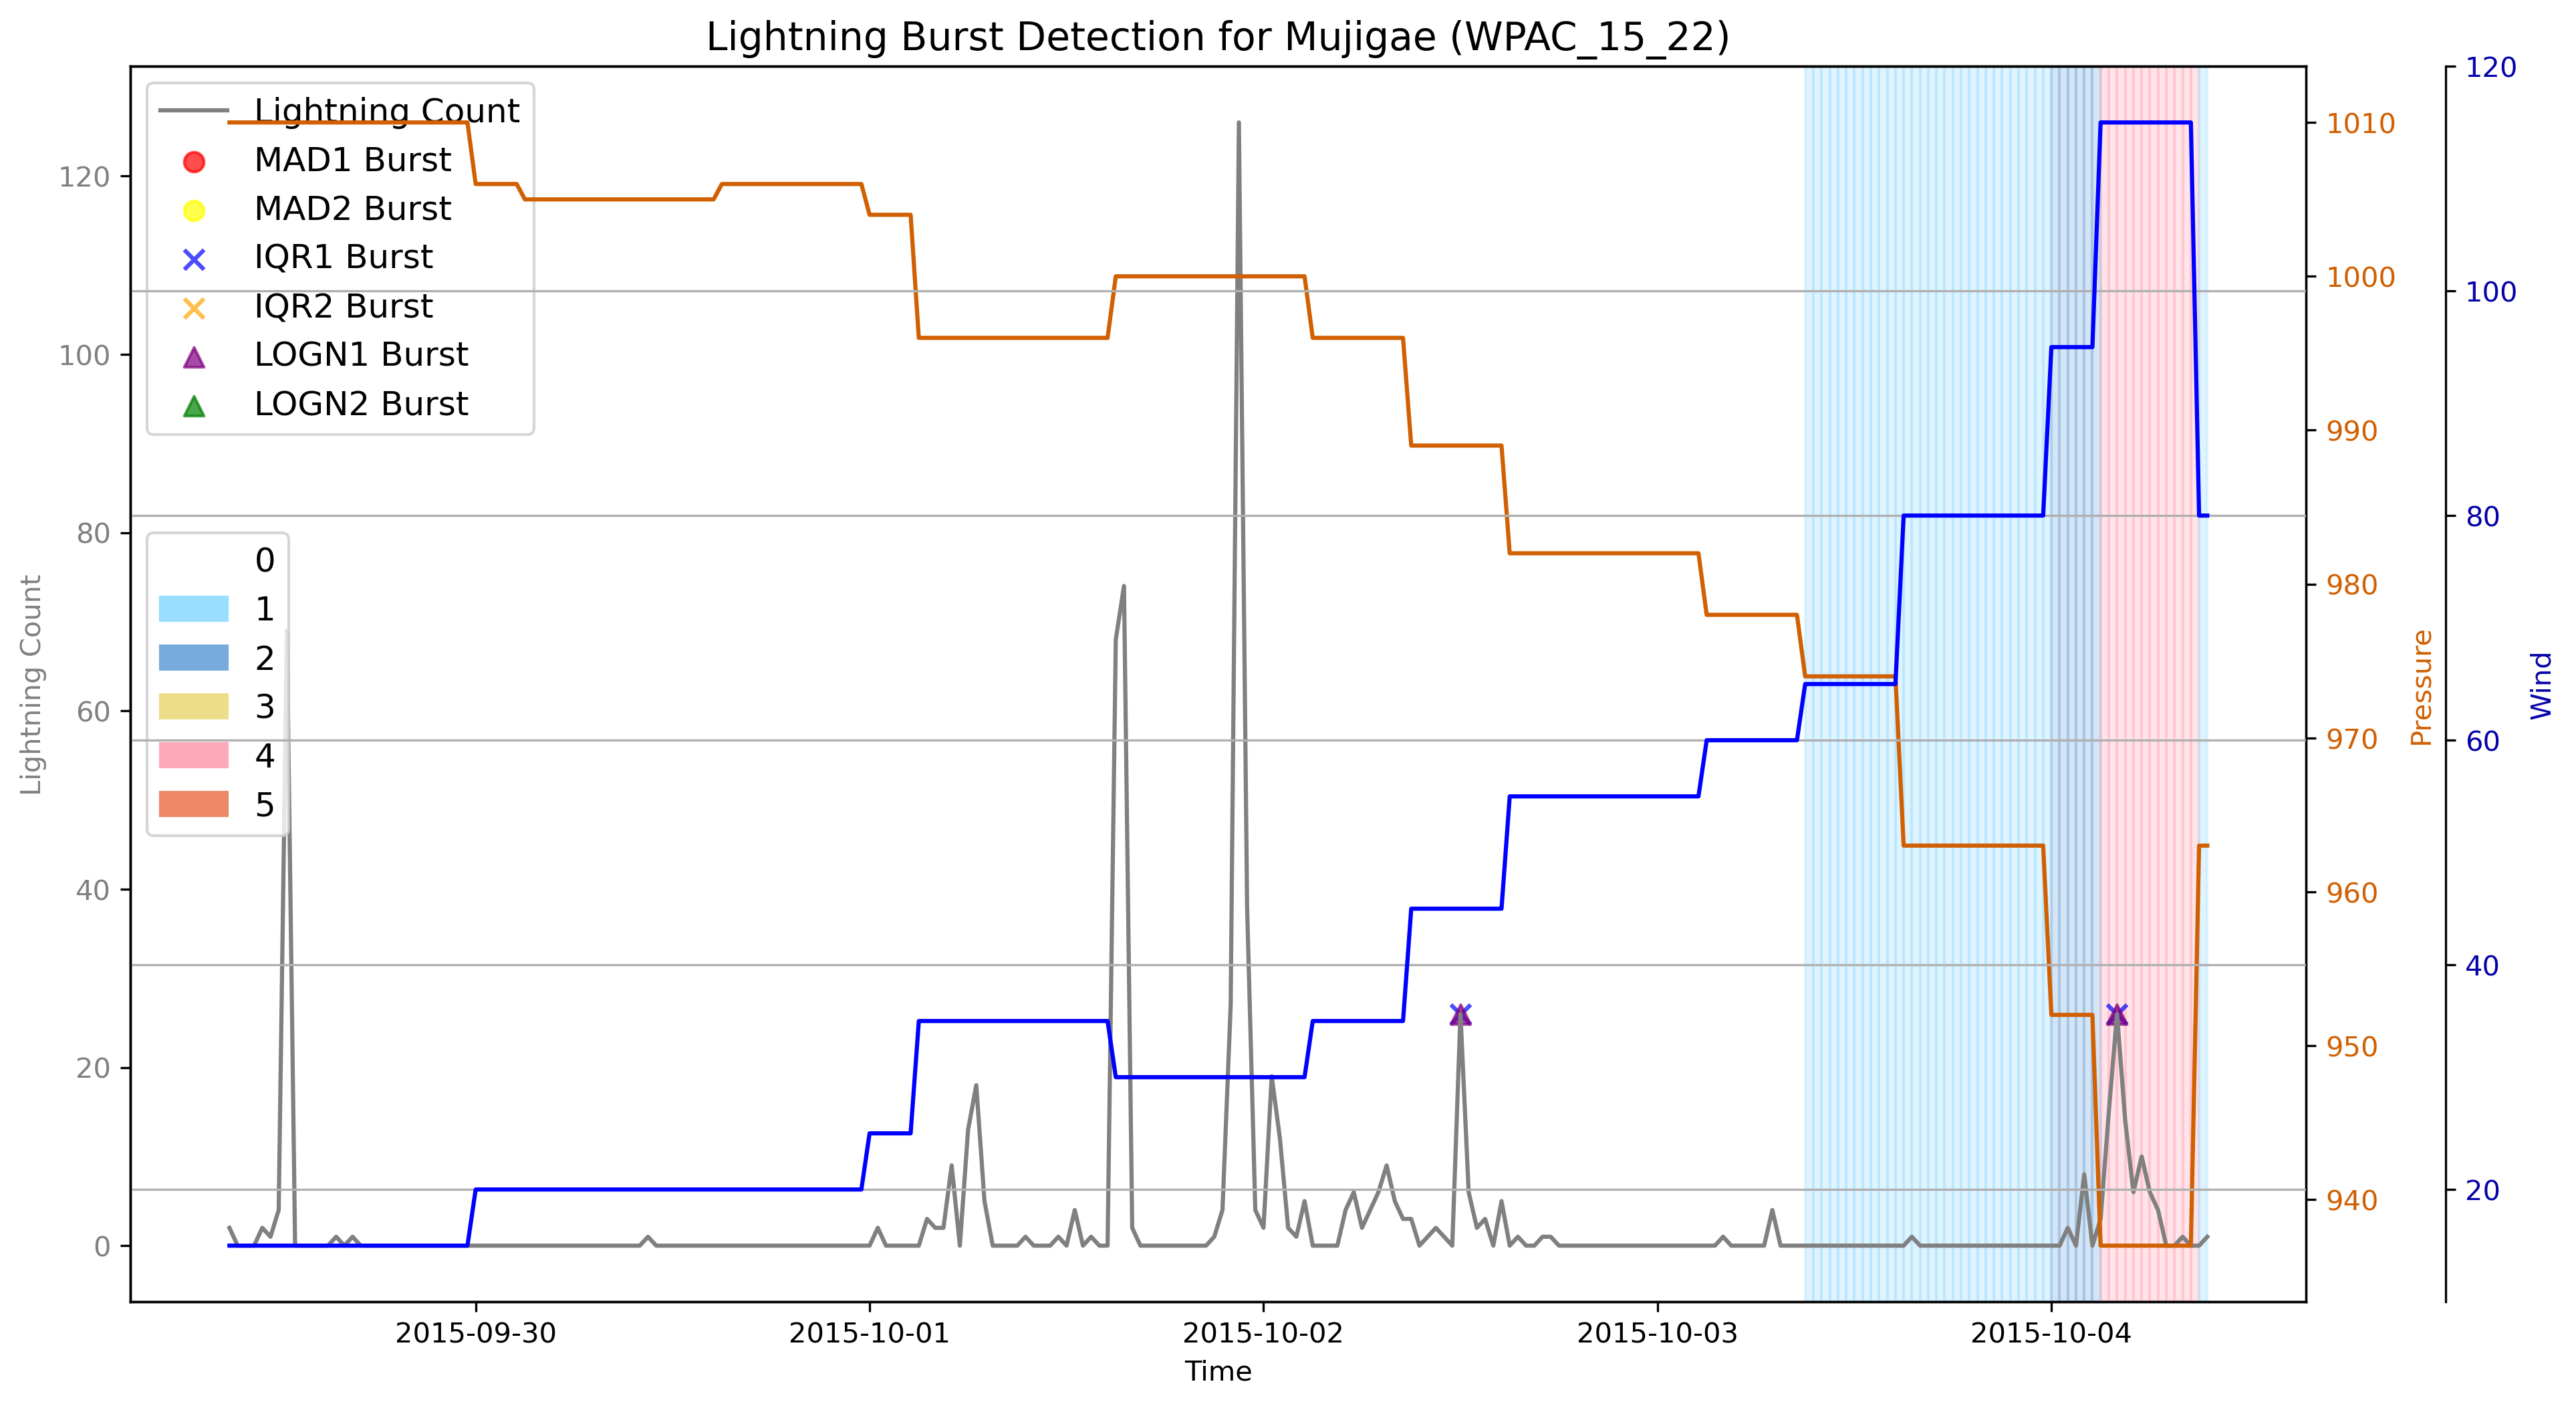 Lightning Burst Detection for Mujigae (WPAC_15_22)
Lightning Count
MAD1 Burst
MAD2 Burst
IQR1 Burst
IQR2 Burst
LOGN1 Burst
LOGN2 Burst
0
1
2
3
4
5
Lightning Count
120
100
80
60
40
20
0
1010
1000
990
980
970
960
950
940
Pressure
120
100
80
60
40
20
Wind
2015-09-30
2015-10-01
2015-10-02
2015-10-03
2015-10-04
Time